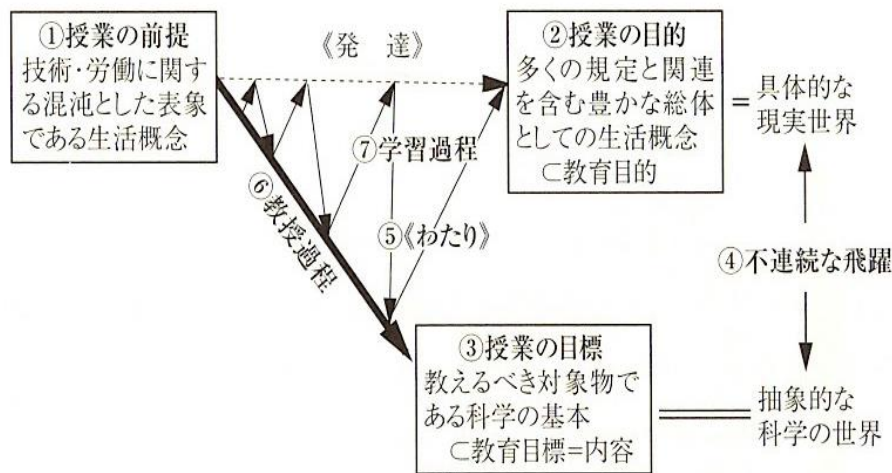 ①授業の前提
技術・労働に関す
る混沌とした表象
である生活概念
《発　達》
②授業の目的
多くの規定と関連
を含む豊かな総体
としての生活概念
⊂教育目的
=
具体的な
現実世界
⑦学習過程
⑥教授過程
⑤《わたり》
④不連続な飛躍
③授業の目標
教えるべき対象物で
ある科学の基本
⊂教育目標=内容
抽象的な
科学の世界